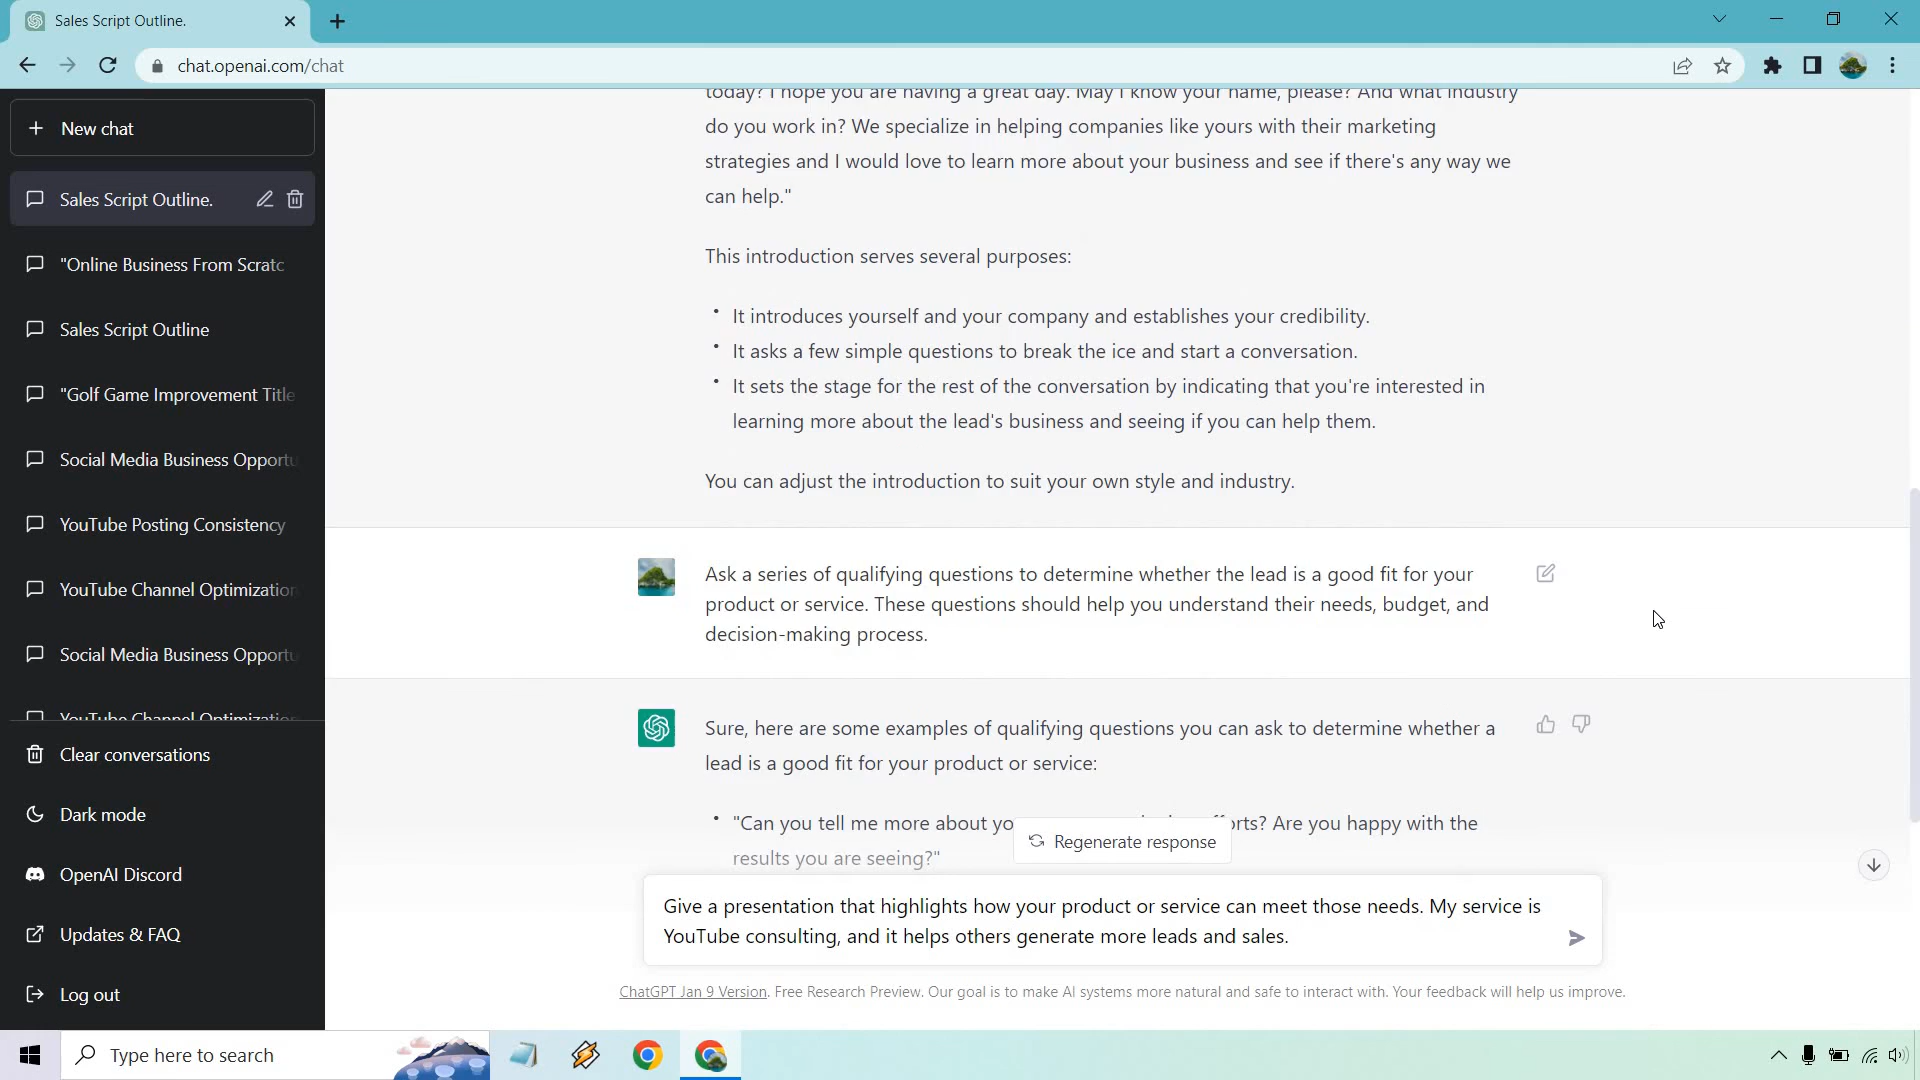 Sales Script Outline.
chat.openai.com/chat
New chat
Sales Script Outline.
"Online Business From Scratc
Sales Script Outline
"Golf Game Improvement Title
Social Media Business Opportu
YouTube Posting Consistency
YouTube Channel Optimization
Social Media Business Opportu
YouTube Channel Optimization
Clear conversations
Dark mode
OpenAI Discord
Updates & FAQ
Log out
today? I hope you are having a great day. May I know your name, please? And what industry
do you work in? We specialize in helping companies like yours with their marketing
strategies and I would love to learn more about your business and see if there's any way we
can help."
This introduction serves several purposes:
• It introduces yourself and your company and establishes your credibility.
• It asks a few simple questions to break the ice and start a conversation.
• It sets the stage for the rest of the conversation by indicating that you're interested in
learning more about the lead's business and seeing if you can help them.
You can adjust the introduction to suit your own style and industry.
Ask a series of qualifying questions to determine whether the lead is a good fit for your
product or service. These questions should help you understand their needs, budget, and
decision-making process.
Sure, here are some examples of qualifying questions you can ask to determine whether a
lead is a good fit for your product or service:
• "Can you tell me more about yo forts? Are you happy with the
results you are seeing?"
Regenerate response
Give a presentation that highlights how your product or service can meet those needs. My service is
YouTube consulting, and it helps others generate more leads and sales.
ChatGPT Jan 9 Version. Free Research Preview. Our goal is to make AI systems more natural and safe to interact with. Your feedback will help us improve.
Type here to search